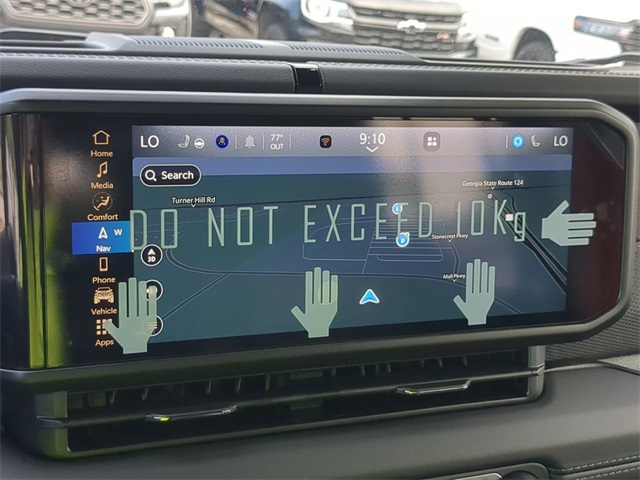 LO 77° OUT 9:10 LO
Home
Media
Comfort
Nav W
Phone
Vehicle
Apps
Search
Georgia State Route 124
Turner Hill Rd
DO NOT EXCEED 10Kg
Stonecrest Pkwy
3D
Mall Pkwy